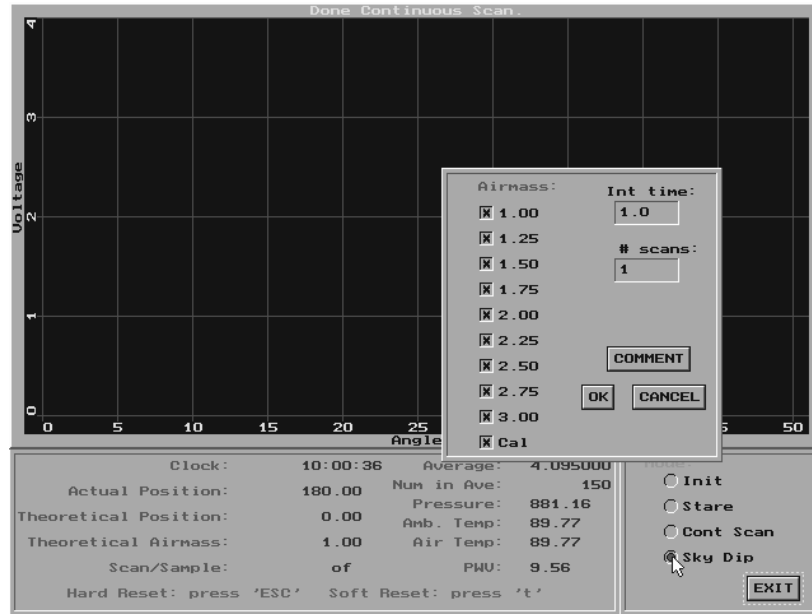 Done Continuous Scan.
4
3
2
1
0
Voltage
0 5 10 15 20 25 5 50
Angle
Airmass:
1.00
1.25
1.50
1.75
2.00
2.25
2.50
2.75
3.00
Cal
Int time:
1.0
# scans:
1
COMMENT
OK CANCEL
Clock: 10:00:36
Actual Position: 180.00
Theoretical Position: 0.00
Theoretical Airmass: 1.00
Scan/Sample: of
Average: 4.095000
Num in Ave: 150
Pressure: 881.16
Amb. Temp: 89.77
Air Temp: 89.77
PWV: 9.56
Hard Reset: press 'ESC' Soft Reset: press 't'
Mode:
Init
Stare
Cont Scan
Sky Dip
EXIT